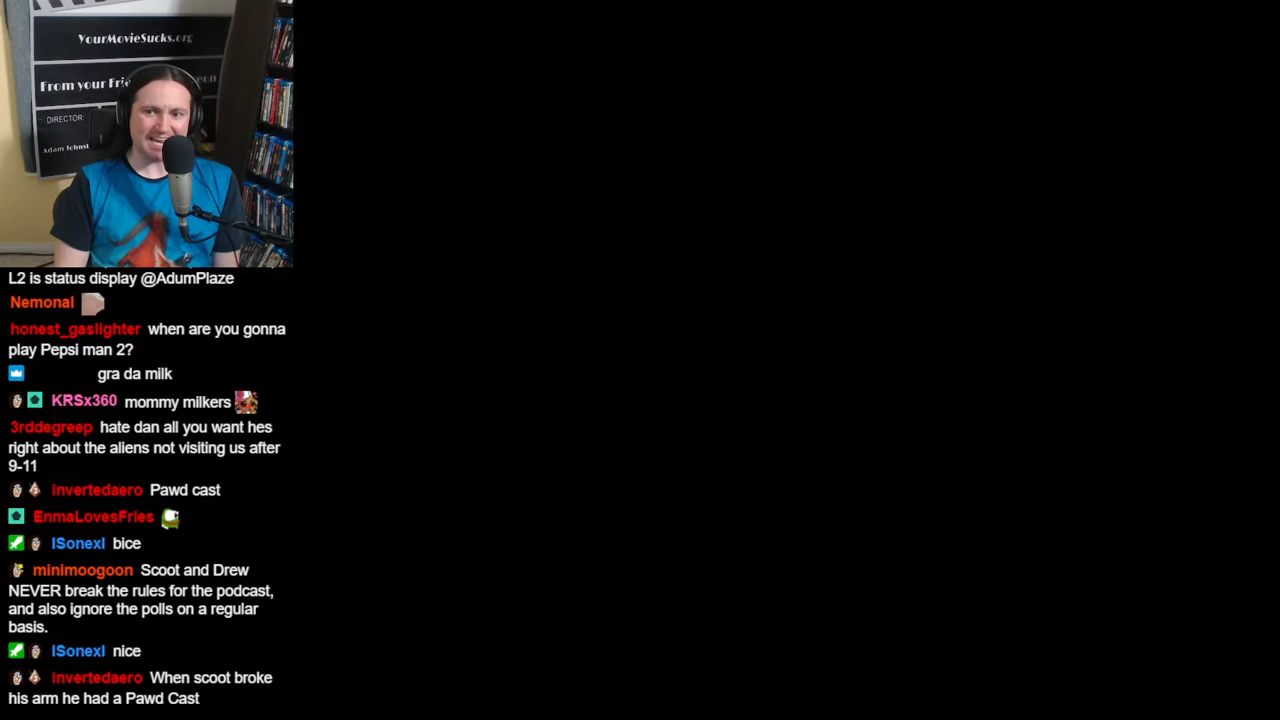 YourMovieSucks.org
From your Frie
eon
DIRECTOR:
Adam Johnst
L2 is status display @AdumPlaze
Nemonal
honest_gaslighter when are you gonna
play Pepsi man 2?
gra da milk
KRSx360 mommy milkers
3rddegreep hate dan all you want hes
right about the aliens not visiting us after
9-11
invertedaero Pawd cast
EnmaLovesFries
ISonexI bice
minimoogoon Scoot and Drew
NEVER break the rules for the podcast,
and also ignore the polls on a regular
basis.
ISonexI nice
invertedaero When scoot broke
his arm he had a Pawd Cast